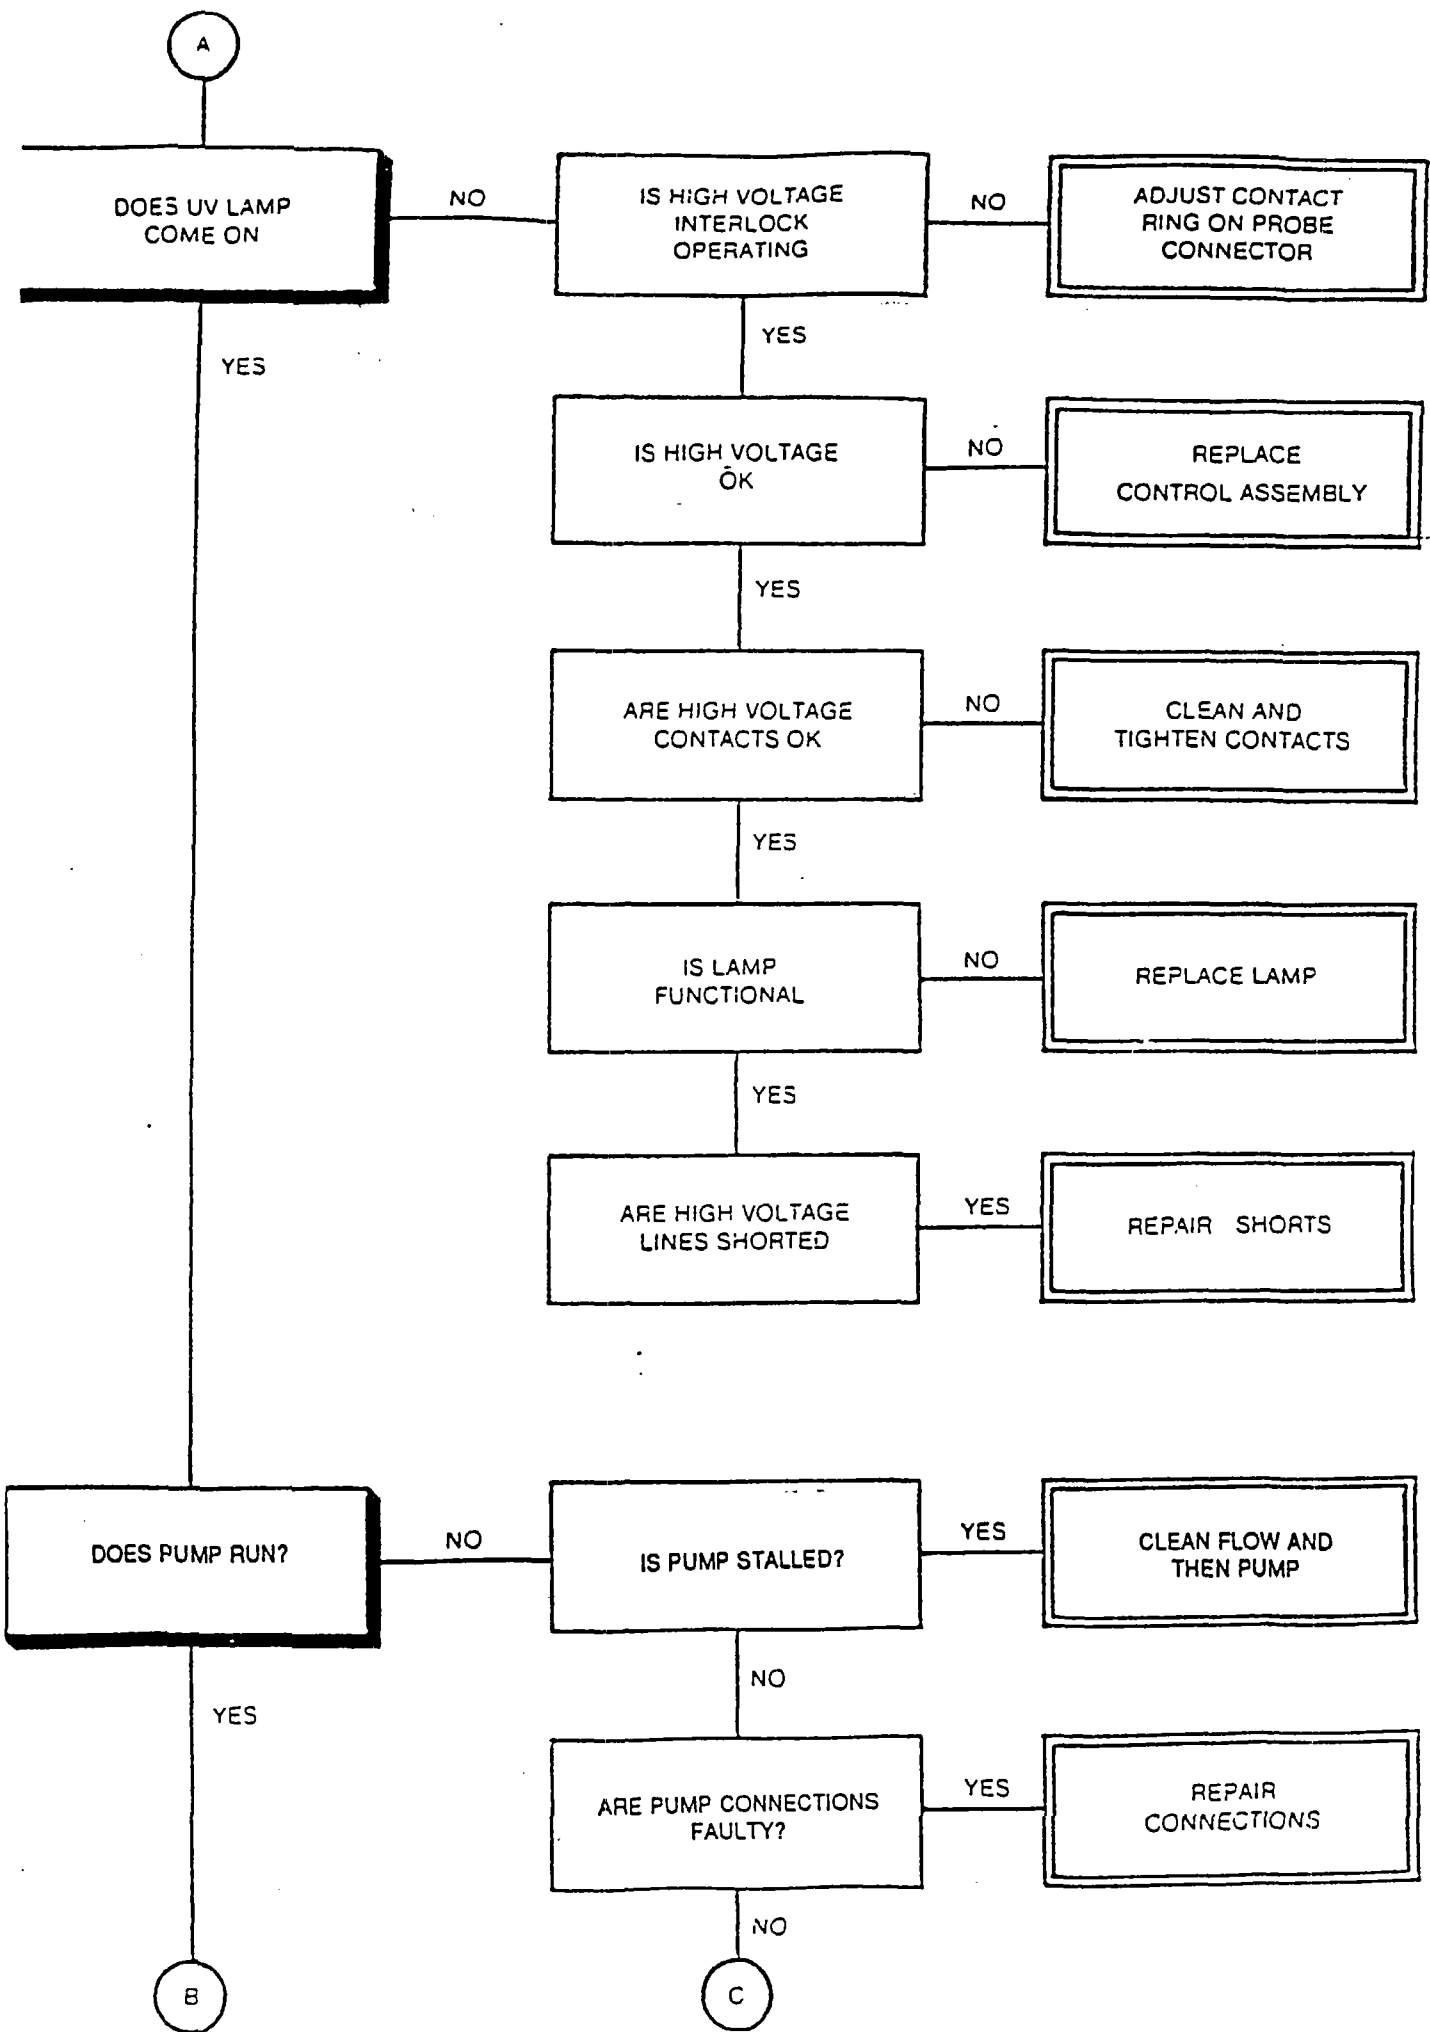 A
DOES UV LAMP
COME ON
NO
IS HIGH VOLTAGE
INTERLOCK
OPERATING
NO
ADJUST CONTACT
RING ON PROBE
CONNECTOR
YES
YES
IS HIGH VOLTAGE
OK
NO
REPLACE
CONTROL ASSEMBLY
YES
ARE HIGH VOLTAGE
CONTACTS OK
NO
CLEAN AND
TIGHTEN CONTACTS
YES
IS LAMP
FUNCTIONAL
NO
REPLACE LAMP
YES
ARE HIGH VOLTAGE
LINES SHORTED
YES
REPAIR SHORTS
DOES PUMP RUN?
NO
IS PUMP STALLED?
YES
CLEAN FLOW AND
THEN PUMP
YES
NO
ARE PUMP CONNECTIONS
FAULTY?
YES
REPAIR
CONNECTIONS
NO
B
C